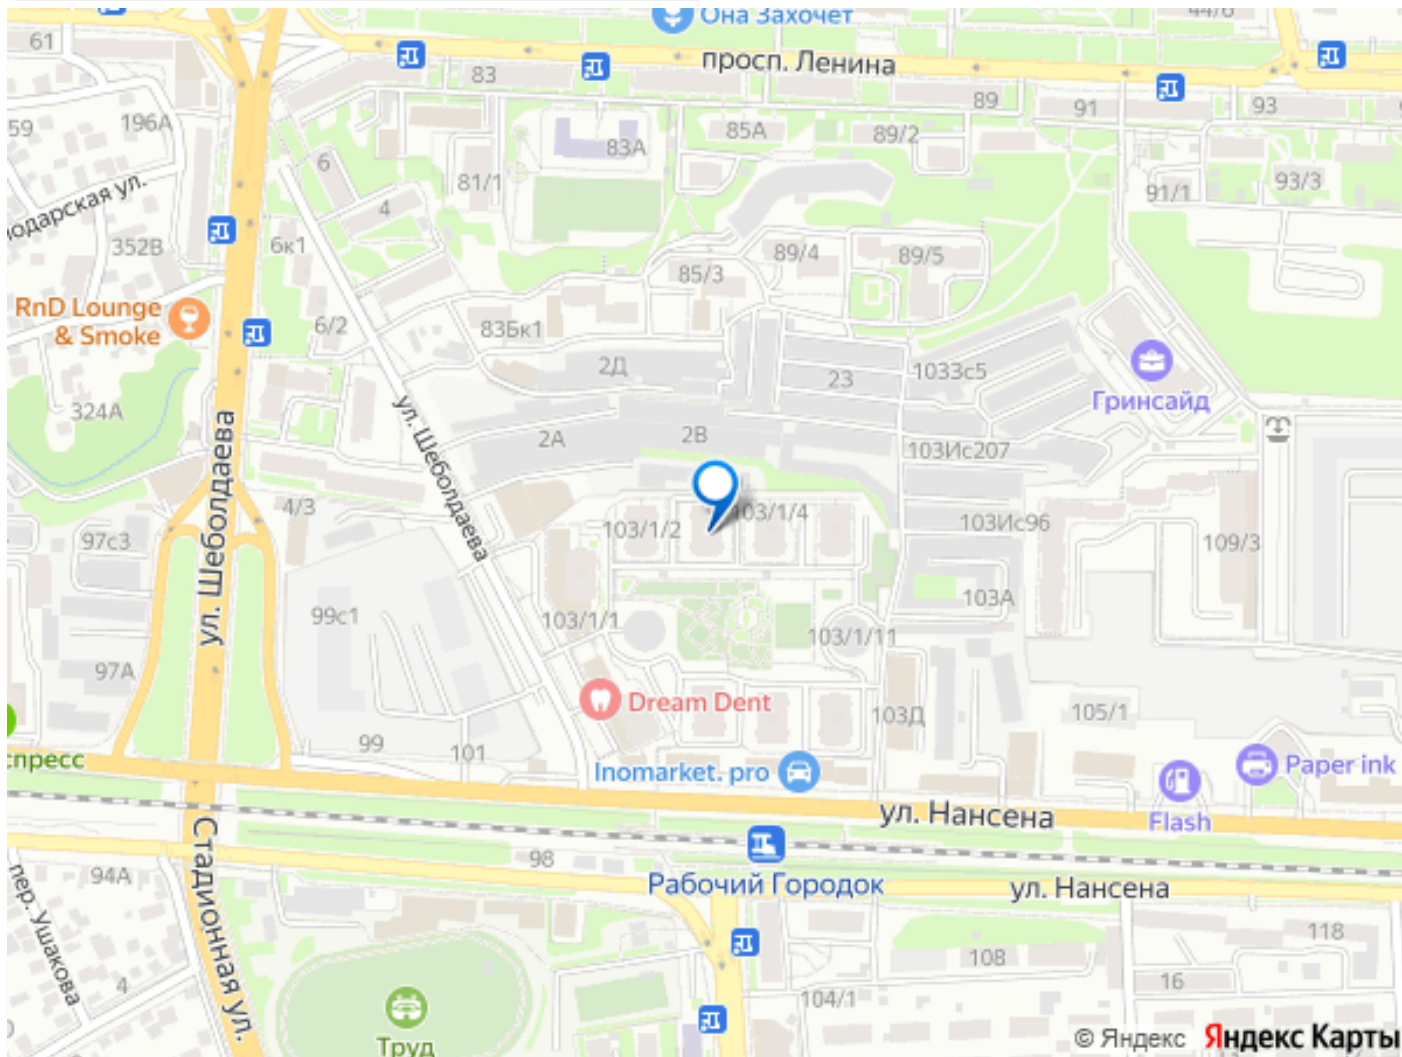 Она Захочет
44/6
61
4
83
просп. Ленина
89
91
93
59
196А
83А
85А
89/2
6
81/1
4
91/1
93/3
одарская ул.
352В
6к1
85/3
89/4
89/5
RnD Lounge
& Smoke
6/2
83Бк1
2Д
23
103Зс5
Гринсайд
324А
ул. Шеболдаева
ул. Шеболдаева
2А
2В
103Ис207
4/3
103/1/2
103/1/4
103Ис96
97с3
109/3
99с1
103А
103/1/1
103/1/11
97А
Dream Dent
103Д
105/1
99
101
спресс
Inomarket. pro
Paper ink
ул. Нансена
Flash
Стадионная ул.
98
94А
Рабочий Городок
ул. Нансена
пер. Ушакова
118
108
4
16
104/1
Труд
© Яндекс Яндекс Карты